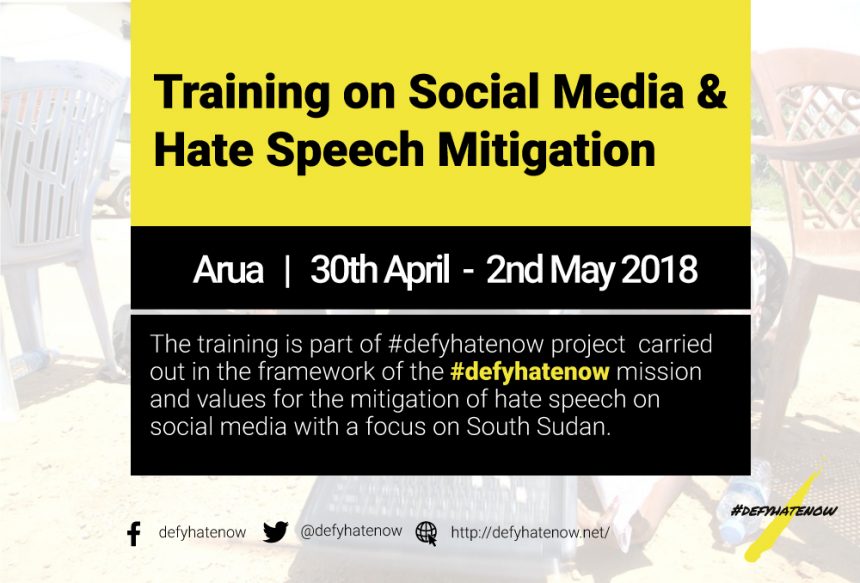 Training on Social Media &
Hate Speech Mitigation
Arua | 30th April - 2nd May 2018
The training is part of #defyhatenow project carried
out in the framework of the #defyhatenow mission
and values for the mitigation of hate speech on
social media with a focus on South Sudan.
#DEFYHATENOW
defyhatenow @defyhatenow http://defyhatenow.net/